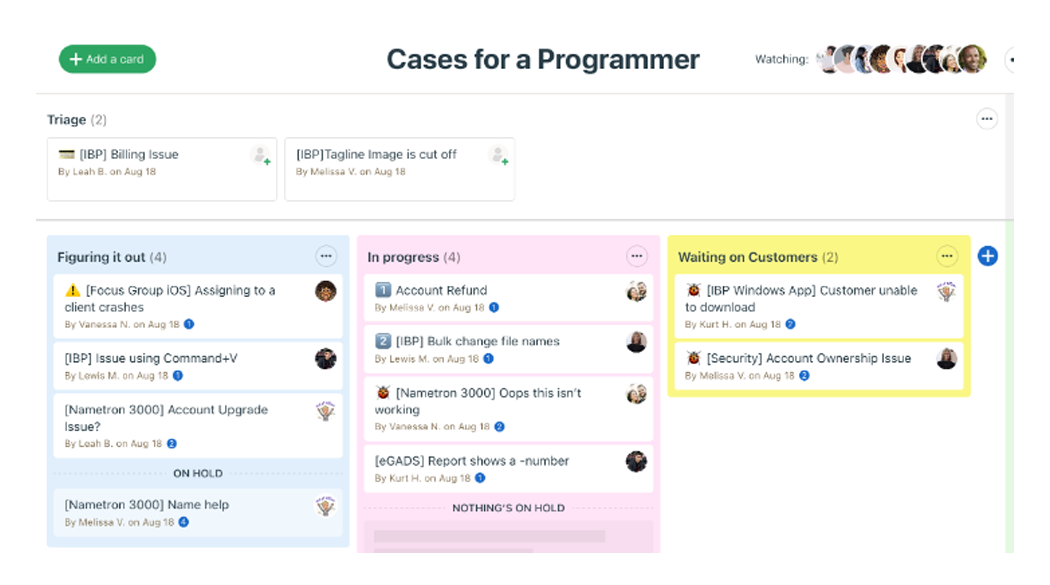 + Add a card
Cases for a Programmer
Watching:
Triage (2)
[IBP] Billing Issue
By Leah B. on Aug 18
[IBP]Tagline Image is cut off
By Melissa V. on Aug 18
Figuring it out (4)
[Focus Group iOS] Assigning to a
client crashes
By Vanessa N. on Aug 18 1
[IBP] Issue using Command+V
By Lewis M. on Aug 18 1
[Nametron 3000] Account Upgrade
Issue?
By Leah B. on Aug 18 2
ON HOLD
[Nametron 3000] Name help
By Melissa V. on Aug 18 4
In progress (4)
1 Account Refund
By Melissa V. on Aug 18 1
2 [IBP] Bulk change file names
By Lewis M. on Aug 18 1
[Nametron 3000] Oops this isn't
working
By Vanessa N. on Aug 18 2
[eGADS] Report shows a -number
By Kurt H. on Aug 18 1
NOTHING'S ON HOLD
Waiting on Customers (2)
[IBP Windows App] Customer unable
to download
By Kurt H. on Aug 18 2
[Security] Account Ownership Issue
By Melissa V. on Aug 18 2